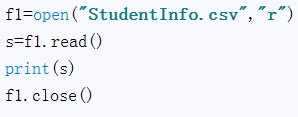 f1=open("StudentInfo.csv","r")
s=f1.read()
print(s)
f1.close()